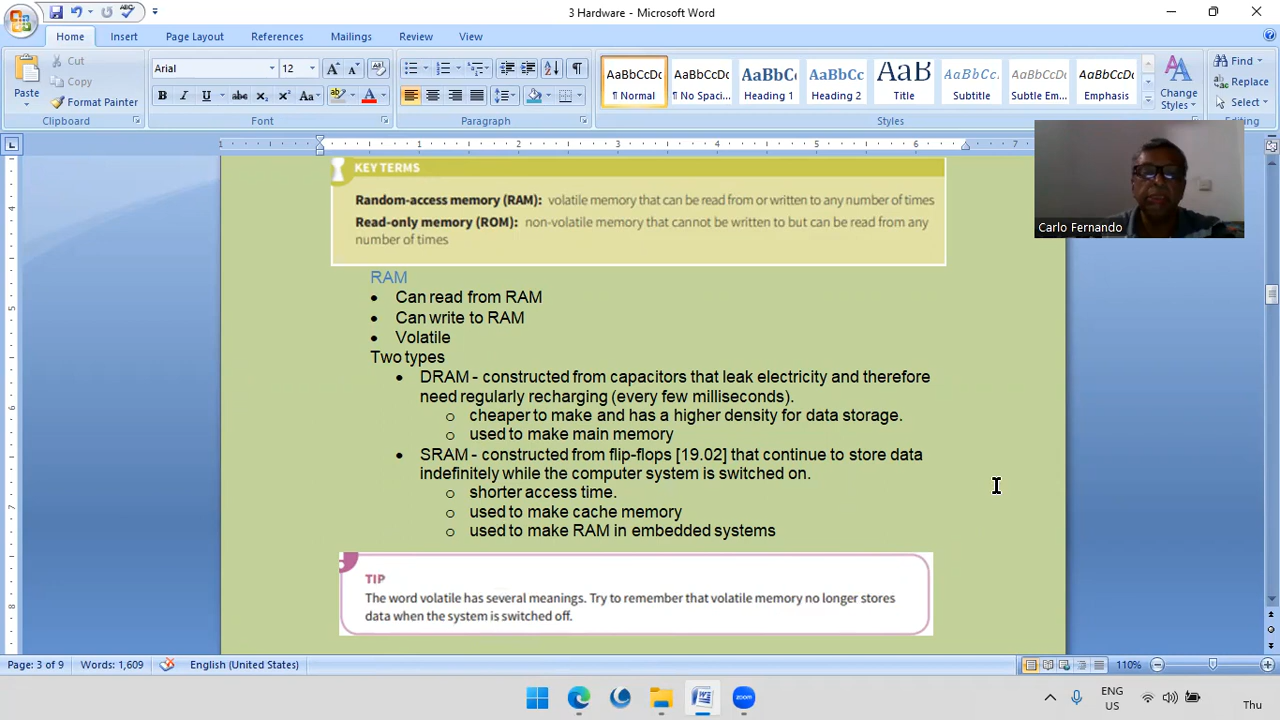 3 Hardware - Microsoft Word
Home Insert Page Layout References Mailings Review View
Paste
Cut
Copy
Format Painter
Clipboard
Arial 12
Font
Paragraph
AaBbCcDc
¶ Normal
AaBbCcDc
¶ No Spaci...
AaBbCc
Heading 1
AaBbCc
Heading 2
AaB
Title
AaBbCc.
Subtitle
AaBbCcDc
Subtle Em...
AaBbCcDc
Emphasis
Change
Styles
Styles
Find
Replace
Select
Editing
KEY TERMS
Random-access memory (RAM): volatile memory that can be read from or written to any number of times
Read-only memory (ROM): non-volatile memory that cannot be written to but can be read from any
number of times
Carlo Fernando
RAM
• Can read from RAM
• Can write to RAM
• Volatile
Two types
• DRAM - constructed from capacitors that leak electricity and therefore
need regularly recharging (every few milliseconds).
o cheaper to make and has a higher density for data storage.
o used to make main memory
• SRAM - constructed from flip-flops [19.02] that continue to store data
indefinitely while the computer system is switched on.
o shorter access time.
o used to make cache memory
o used to make RAM in embedded systems
TIP
The word volatile has several meanings. Try to remember that volatile memory no longer stores
data when the system is switched off.
Page: 3 of 9 Words: 1,609 English (United States) 110%
zoom
ENG
US
Thu